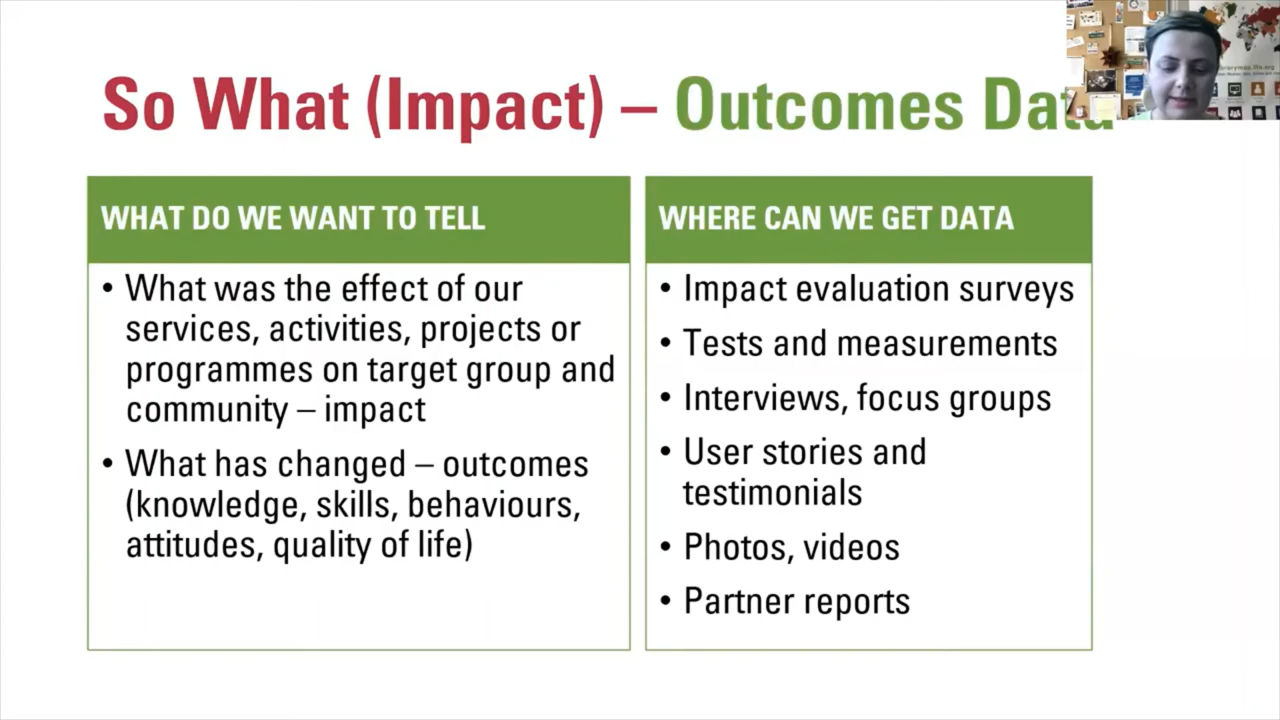 So What (Impact) – Outcomes Data
WHAT DO WE WANT TO TELL
• What was the effect of our
services, activities, projects or
programmes on target group and
community – impact
• What has changed – outcomes
(knowledge, skills, behaviours,
attitudes, quality of life)
WHERE CAN WE GET DATA
• Impact evaluation surveys
• Tests and measurements
• Interviews, focus groups
• User stories and
testimonials
• Photos, videos
• Partner reports